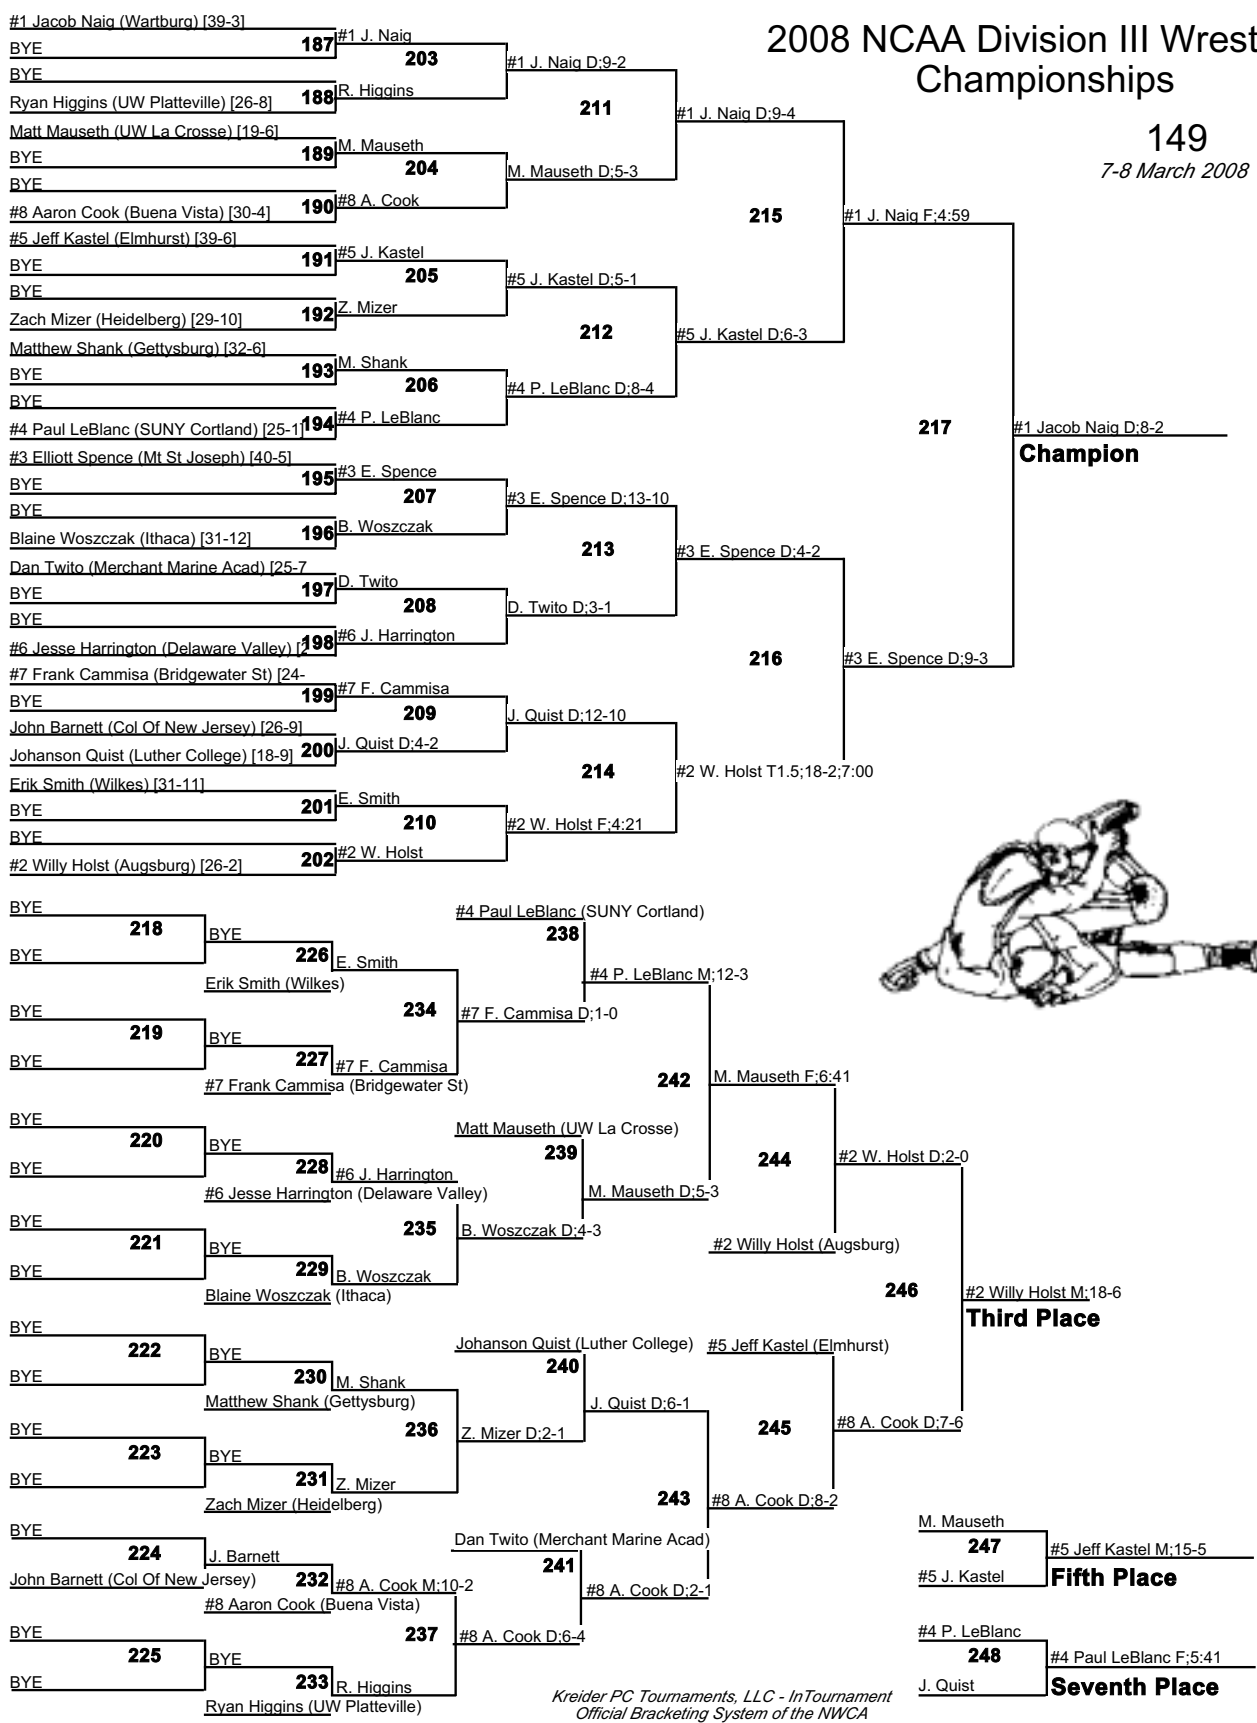 2008 NCAA Division III Wrest
Championships
149
7-8 March 2008
#1 Jacob Naig (Wartburg) [39-3]
BYE
187
BYE
Ryan Higgins (UW Platteville) [26-8]
188
Matt Mauseth (UW La Crosse) [19-6]
BYE
189
BYE
#8 Aaron Cook (Buena Vista) [30-4]
190
#5 Jeff Kastel (Elmhurst) [39-6]
BYE
191
BYE
Zach Mizer (Heidelberg) [29-10]
192
Matthew Shank (Gettysburg) [32-6]
BYE
193
BYE
#4 Paul LeBlanc (SUNY Cortland) [25-1]
194
#3 Elliott Spence (Mt St Joseph) [40-5]
BYE
195
BYE
Blaine Woszczak (Ithaca) [31-12]
196
Dan Twito (Merchant Marine Acad) [25-7
BYE
197
BYE
#6 Jesse Harrington (Delaware Valley) [2
198
#7 Frank Cammisa (Bridgewater St) [24-
BYE
199
John Barnett (Col Of New Jersey) [26-9]
Johanson Quist (Luther College) [18-9]
200
Erik Smith (Wilkes) [31-11]
BYE
201
BYE
#2 Willy Holst (Augsburg) [26-2]
202
#1 J. Naig
203
R. Higgins
M. Mauseth
204
#8 A. Cook
#5 J. Kastel
205
Z. Mizer
M. Shank
206
#4 P. LeBlanc
#3 E. Spence
207
B. Woszczak
D. Twito
208
#6 J. Harrington
#7 F. Cammisa
209
J. Quist D;4-2
E. Smith
210
#2 W. Holst
#1 J. Naig D;9-2
211
M. Mauseth D;5-3
#5 J. Kastel D;5-1
212
#4 P. LeBlanc D;8-4
#3 E. Spence D;13-10
213
D. Twito D;3-1
J. Quist D;12-10
214
#2 W. Holst F;4:21
#1 J. Naig D;9-4
215
#5 J. Kastel D;6-3
#3 E. Spence D;4-2
216
#2 W. Holst T1.5;18-2;7:00
#1 J. Naig F;4:59
217
#3 E. Spence D;9-3
#1 Jacob Naig D;8-2
Champion
BYE
218
BYE
BYE
219
BYE
BYE
220
BYE
BYE
221
BYE
BYE
222
BYE
BYE
223
BYE
BYE
224
John Barnett (Col Of New Jersey)
BYE
225
BYE
BYE
226
Erik Smith (Wilkes)
BYE
227
#7 Frank Cammisa (Bridgewater St)
BYE
228
#6 Jesse Harrington (Delaware Valley)
BYE
229
Blaine Woszczak (Ithaca)
BYE
230
Matthew Shank (Gettysburg)
BYE
231
Zach Mizer (Heidelberg)
J. Barnett
232
#8 Aaron Cook (Buena Vista)
BYE
233
Ryan Higgins (UW Platteville)
E. Smith
234
#7 F. Cammisa
#6 J. Harrington
235
B. Woszczak
M. Shank
236
Z. Mizer
#8 A. Cook M;10-2
237
R. Higgins
#4 Paul LeBlanc (SUNY Cortland)
238
#7 F. Cammisa D;1-0
Matt Mauseth (UW La Crosse)
239
B. Woszczak D;4-3
Johanson Quist (Luther College)
240
Z. Mizer D;2-1
Dan Twito (Merchant Marine Acad)
241
#8 A. Cook D;6-4
#4 P. LeBlanc M;12-3
242
M. Mauseth D;5-3
J. Quist D;6-1
243
#8 A. Cook D;2-1
M. Mauseth F;6:41
244
#2 Willy Holst (Augsburg)
#5 Jeff Kastel (Elmhurst)
245
#8 A. Cook D;8-2
#2 W. Holst D;2-0
246
#8 A. Cook D;7-6
#2 Willy Holst M;18-6
Third Place
M. Mauseth
247
#5 J. Kastel
#5 Jeff Kastel M;15-5
Fifth Place
#4 P. LeBlanc
248
J. Quist
#4 Paul LeBlanc F;5:41
Seventh Place
Kreider PC Tournaments, LLC - InTournament
Official Bracketing System of the NWCA